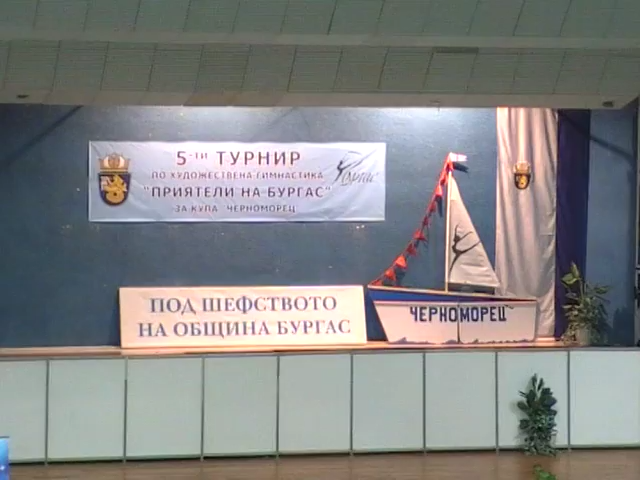 5-ТИ ТУРНИР
ПО ХУДОЖЕСТВЕНА ГИМНАСТИКА
"ПРИЯТЕЛИ НА БУРГАС"
ЗА КУПА "ЧЕРНОМОРЕЦ"
ПОД ШЕФСТВОТО
НА ОБЩИНА БУРГАС
ЧЕРНОМОРЕЦ